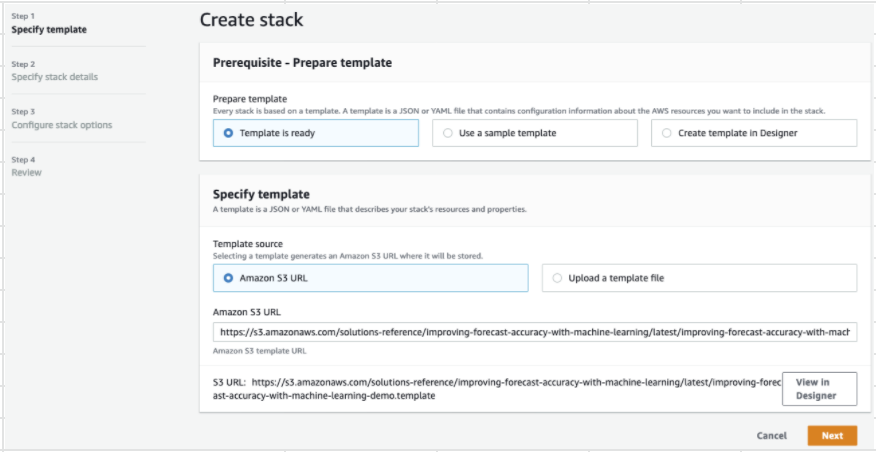 Step 1
Specify template
Step 2
Specify stack details
Step 3
Configure stack options
Step 4
Review
Create stack
Prerequisite - Prepare template
Prepare template
Every stack is based on a template. A template is a JSON or YAML file that contains configuration information about the AWS resources you want to include in the stack.
Template is ready
Use a sample template
Create template in Designer
Specify template
A template is a JSON or YAML file that describes your stack's resources and properties.
Template source
Selecting a template generates an Amazon S3 URL where it will be stored.
Amazon S3 URL
Upload a template file
Amazon S3 URL
https://s3.amazonaws.com/solutions-reference/improving-forecast-accuracy-with-machine-learning/latest/improving-forecast-accuracy-with-mach
Amazon S3 template URL
S3 URL: https://s3.amazonaws.com/solutions-reference/improving-forecast-accuracy-with-machine-learning/latest/improving-forec
ast-accuracy-with-machine-learning-demo.template
View in
Designer
Cancel
Next